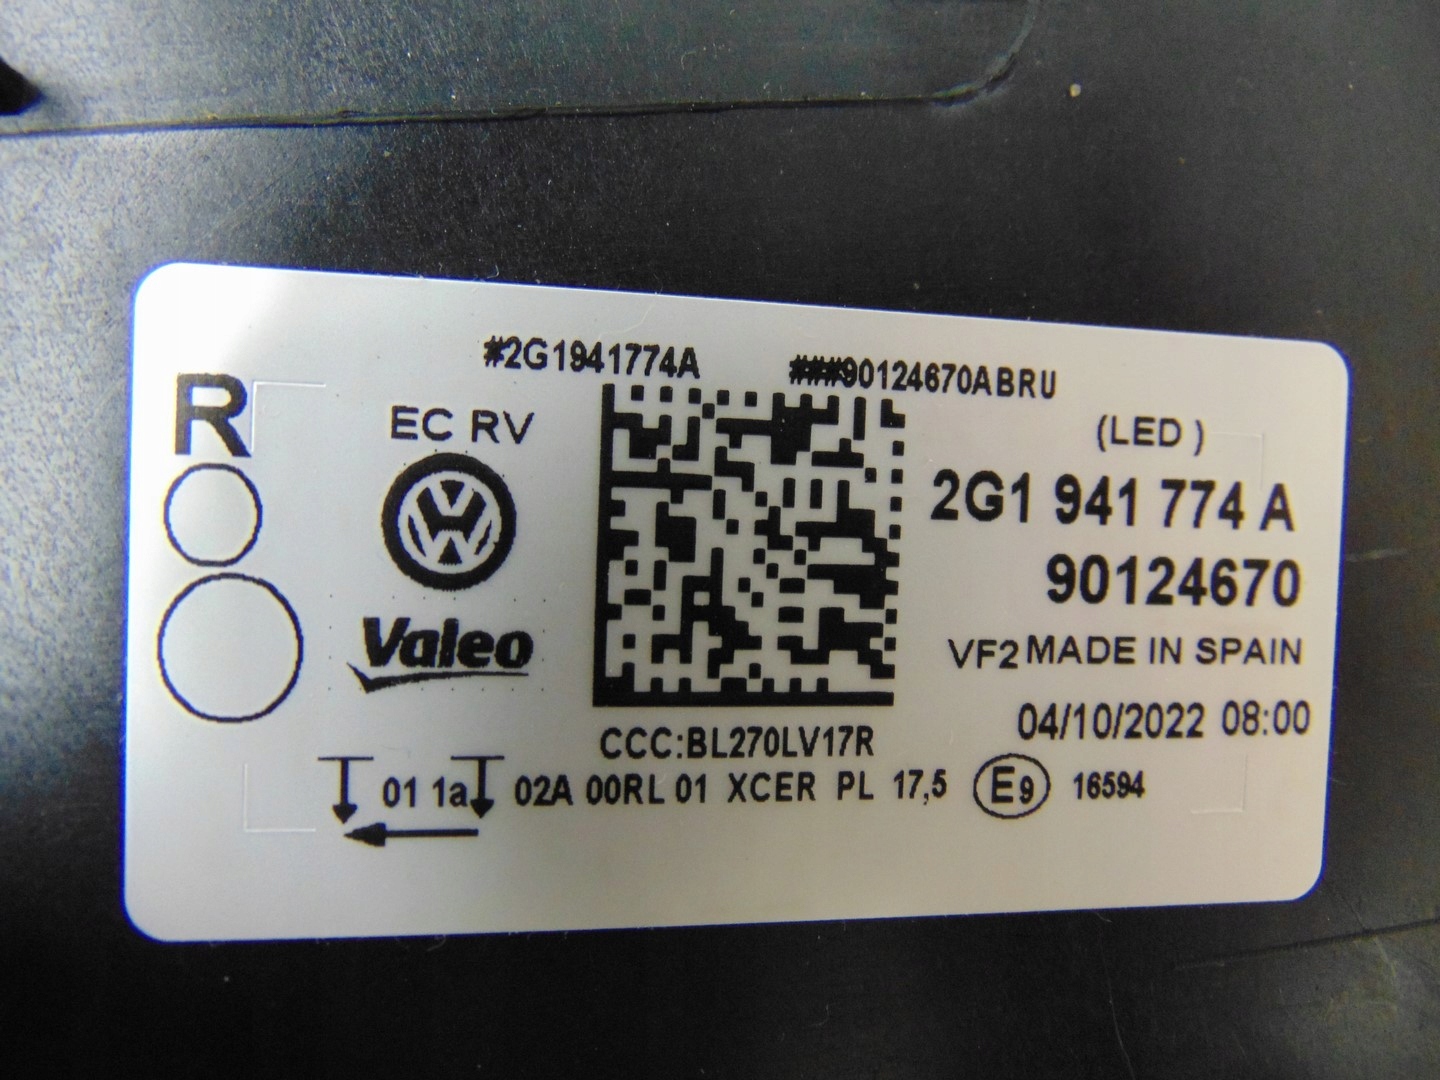 #2G1941774A ###90124670ABRU
R
EC RV
(LED )
2G1 941 774 A
90124670
Valeo
VF2 MADE IN SPAIN
04/10/2022 08:00
CCC:BL270LV17R
01 1a 02A 00RL 01 XCER PL 17,5 E9 16594